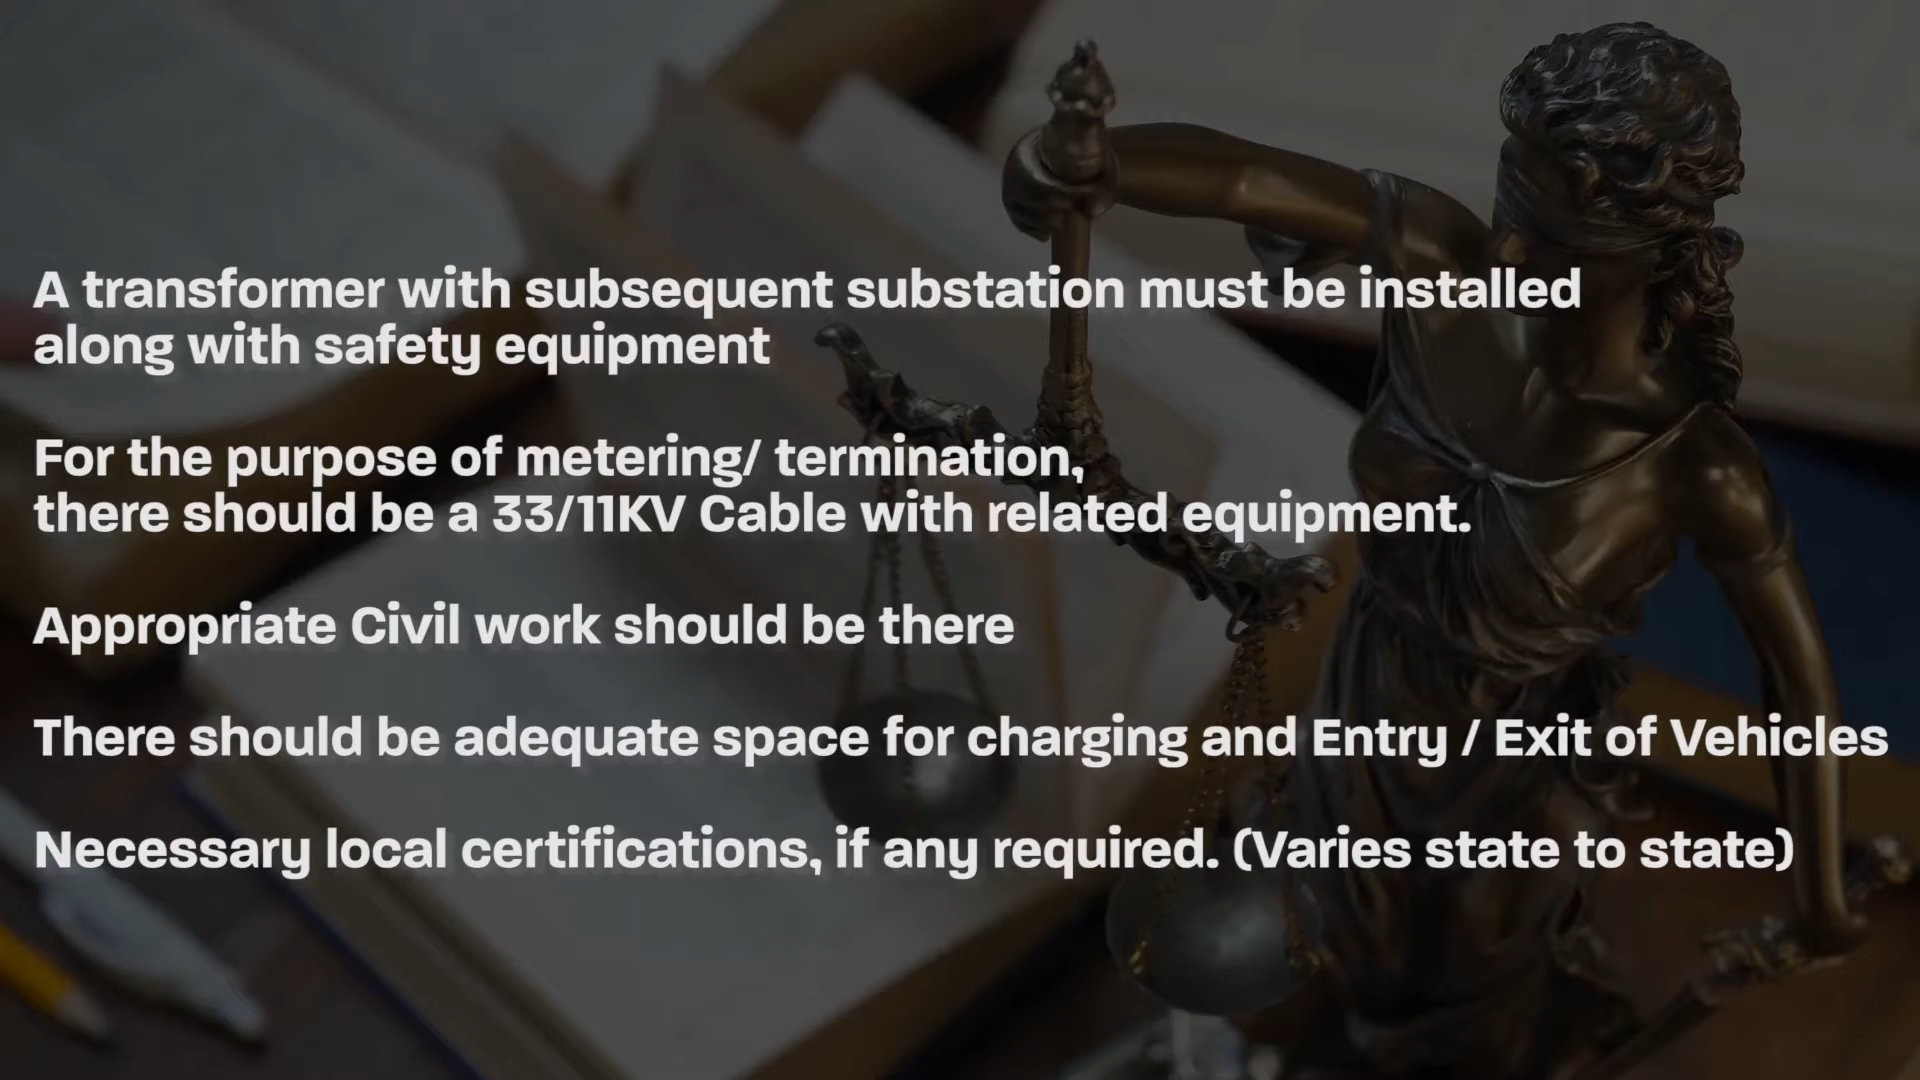 A transformer with subsequent substation must be installed
along with safety equipment
For the purpose of metering/ termination,
there should be a 33/11KV Cable with related equipment.
Appropriate Civil work should be there
There should be adequate space for charging and Entry / Exit of Vehicles
Necessary local certifications, if any required. (Varies state to state)